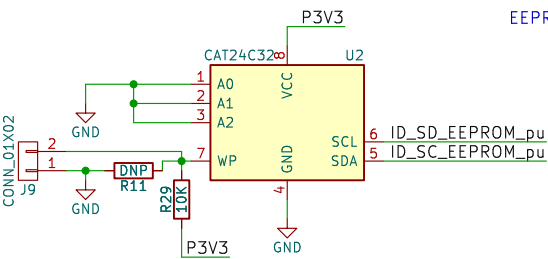 P3V3
EEPR
CAT24C32
U2
8
VCC
1
A0
2
A1
3
A2
GND
CONN_01X02
2
1
J9
DNP
R11
GND
7
WP
R29
10K
P3V3
GND
4
GND
SCL
6
ID_SD_EEPROM_pu
SDA
5
ID_SC_EEPROM_pu